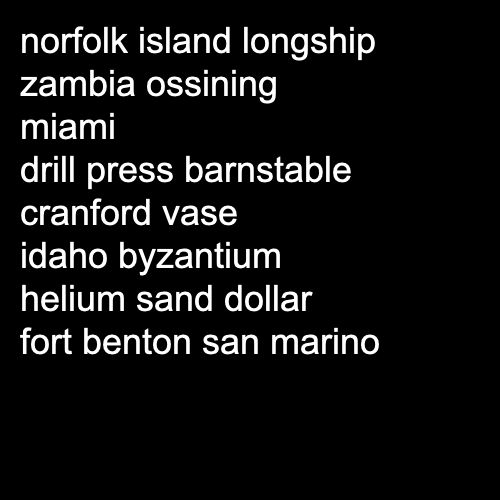 norfolk island longship
zambia ossining
miami
drill press barnstable
cranford vase
idaho byzantium
helium sand dollar
fort benton san marino